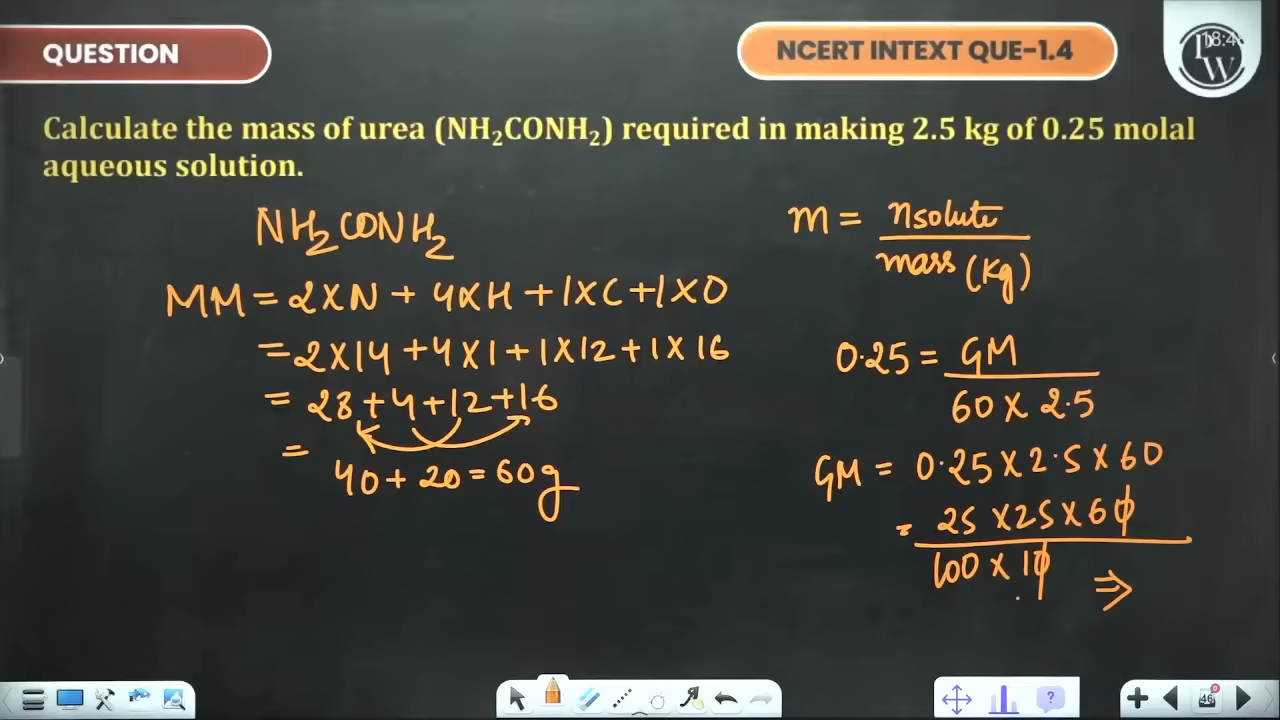 QUESTION
NCERT INTEXT QUE-1.4
18:4
W
Calculate the mass of urea (NH₂CONH₂) required in making 2.5 kg of 0.25 molal
aqueous solution.
NH₂CONH₂
MM = 2×N + 4×H + 1×C + 1×O
= 2×14 + 4×1 + 1×12 + 1×16
= 28 + 4 + 12 + 16
=
40 + 20 = 60g
m = nsolute
mass (kg)
0.25 = GM
60 × 2.5
GM = 0.25 × 2.5 × 60
= 25 × 25 × 60
100 × 10 ⇒
46